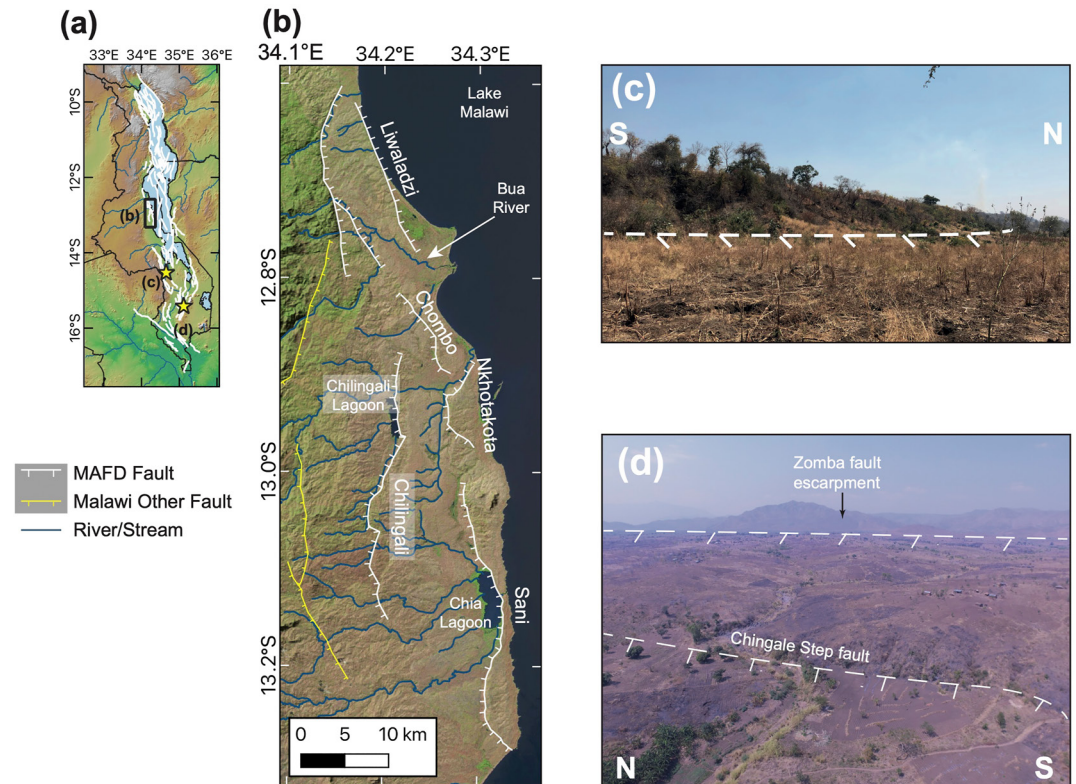 (a)
33°E 34°E 35°E 36°E
10°S
12°S
14°S
16°S
(b)
(c)
(d)
MAFD Fault
Malawi Other Fault
River/Stream
(b)
34.1°E
34.2°E
34.3°E
12.8°S
13.0°S
13.2°S
Lake
Malawi
Liwaladzi
Bua
River
Chombo
Nkhotakota
Chilingali
Lagoon
Chilingali
Chia
Lagoon
Sani
0 5 10 km
(c)
S
N
(d)
Zomba fault
escarpment
Chingale Step fault
N
S